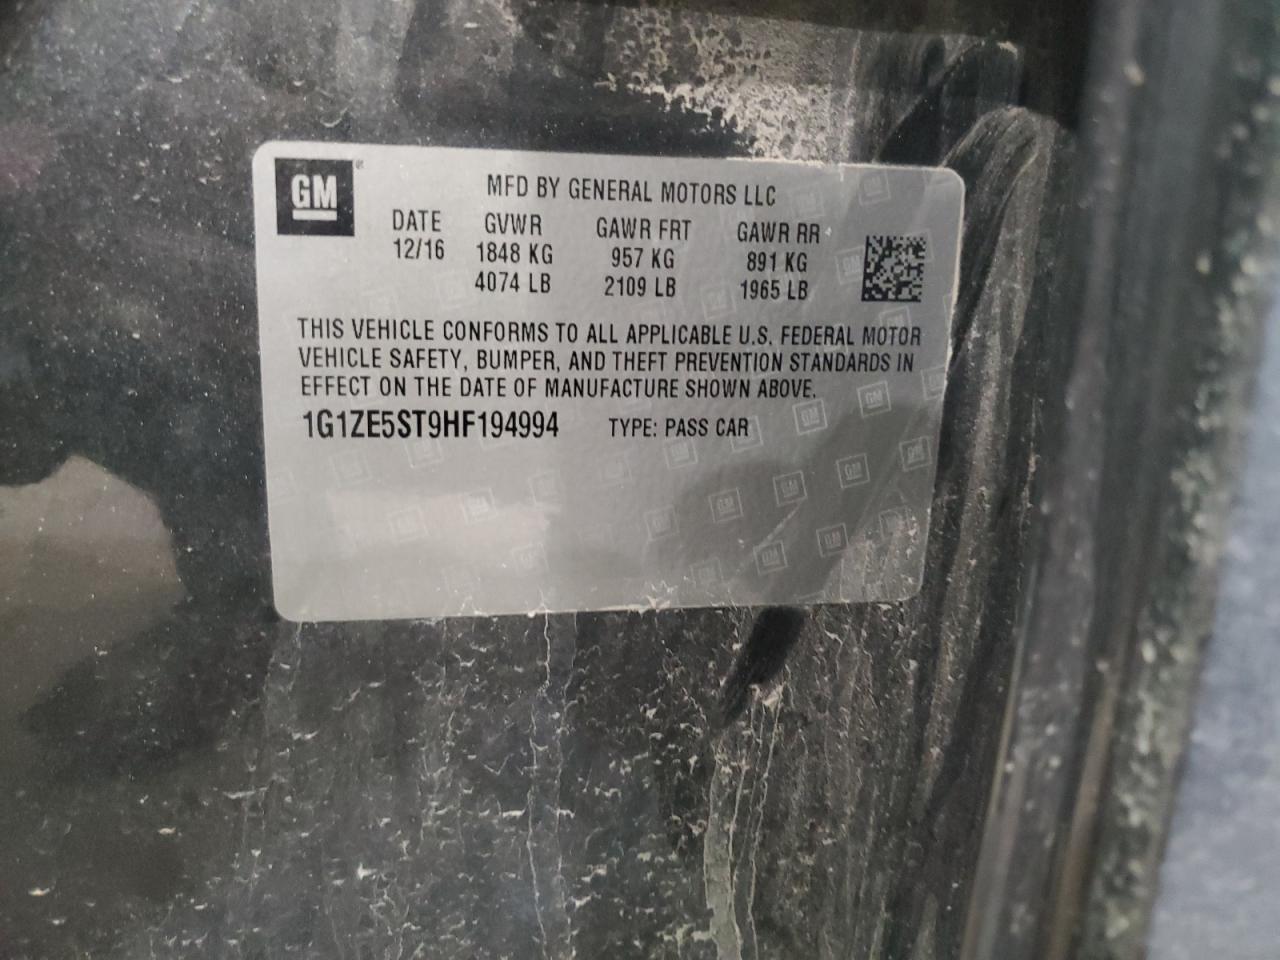 GM
MFD BY GENERAL MOTORS LLC
DATE GVWR GAWR FRT GAWR RR
12/16 1848 KG 957 KG 891 KG
4074 LB 2109 LB 1965 LB
THIS VEHICLE CONFORMS TO ALL APPLICABLE U.S. FEDERAL MOTOR
VEHICLE SAFETY, BUMPER, AND THEFT PREVENTION STANDARDS IN
EFFECT ON THE DATE OF MANUFACTURE SHOWN ABOVE.
1G1ZE5ST9HF194994 TYPE: PASS CAR